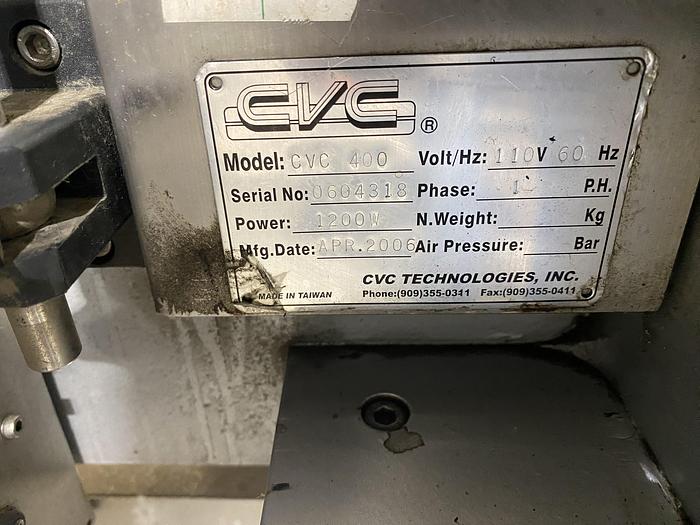 CVC ®
Model: CVC 400 Volt/Hz: 110V 60 Hz
Serial No: 0604318 Phase: 1 P.H.
Power: 1200W N.Weight: Kg
Mfg.Date: APR.2006 Air Pressure: Bar
CVC TECHNOLOGIES, INC.
MADE IN TAIWAN Phone:(909)355-0341 Fax:(909)355-0411